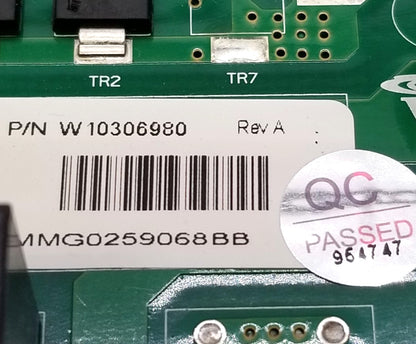 TR2 TR7
P/N W10306980 Rev A
MMG0259068BB
QC
PASSED
964747